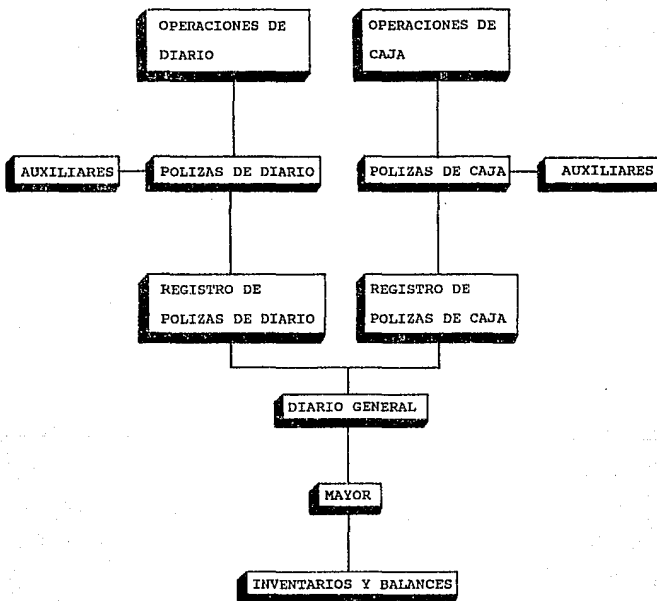 OPERACIONES DE
DIARIO
OPERACIONES DE
CAJA
AUXILIARES
POLIZAS DE DIARIO
POLIZAS DE CAJA
AUXILIARES
REGISTRO DE
POLIZAS DE DIARIO
REGISTRO DE
POLIZAS DE CAJA
DIARIO GENERAL
MAYOR
INVENTARIOS Y BALANCES